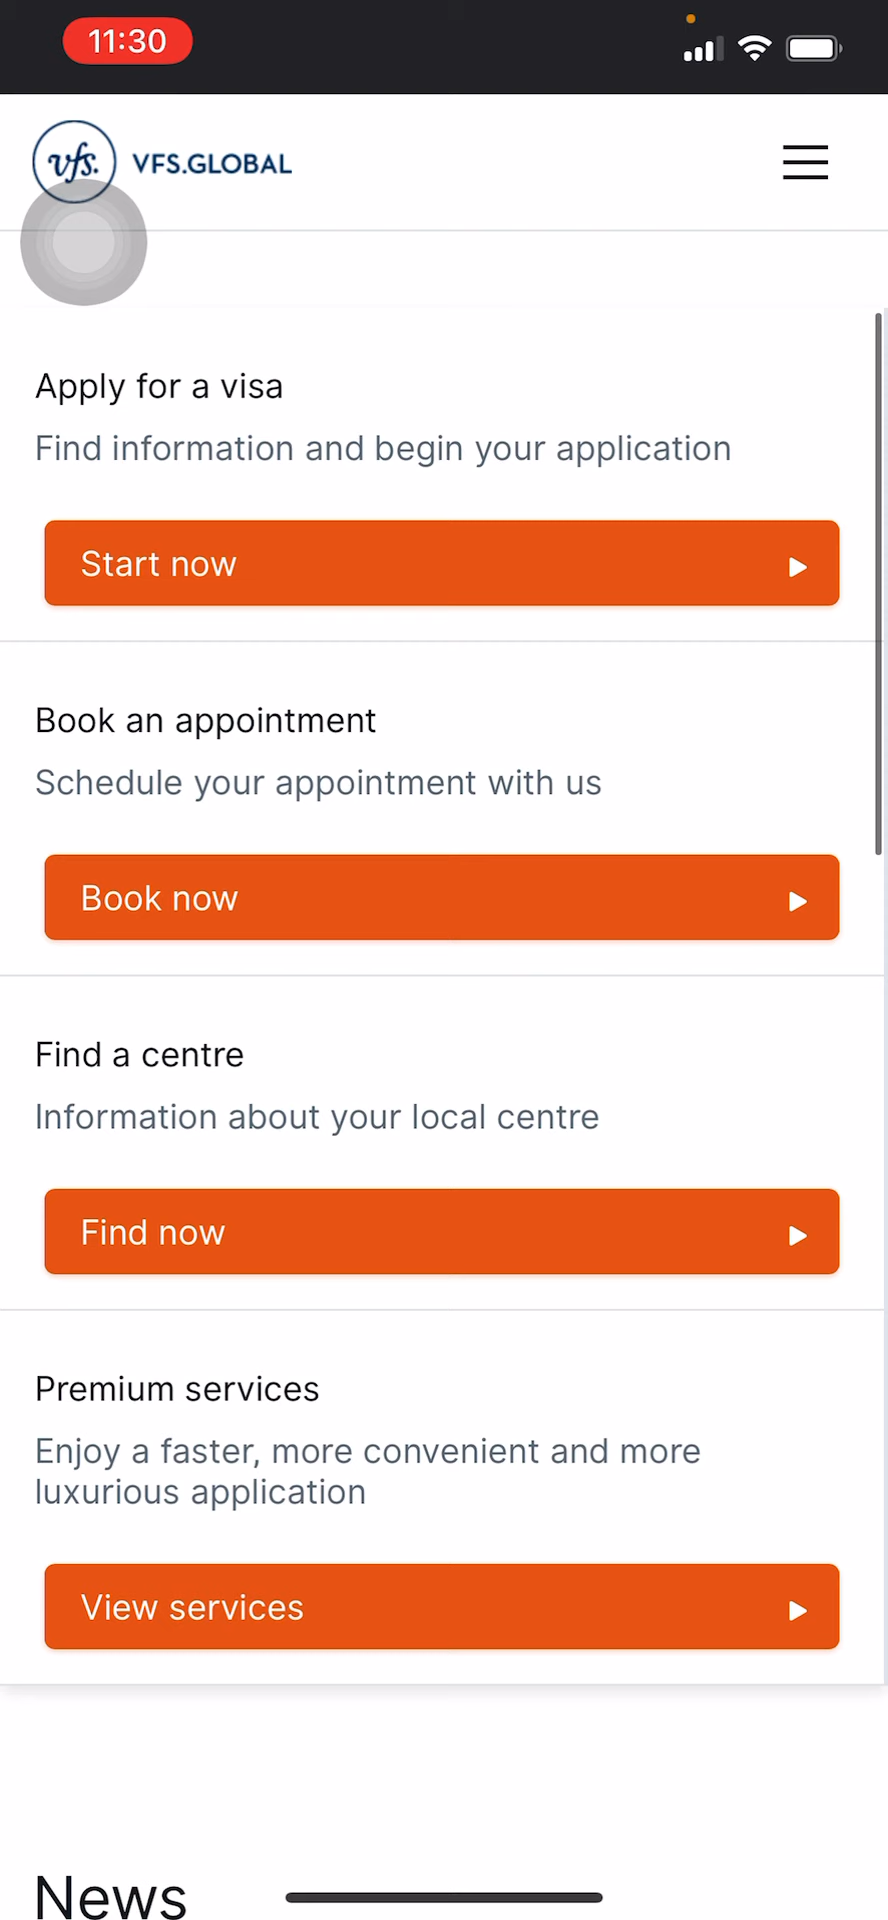 11:30
vfs. VFS.GLOBAL
Apply for a visa
Find information and begin your application
Start now
Book an appointment
Schedule your appointment with us
Book now
Find a centre
Information about your local centre
Find now
Premium services
Enjoy a faster, more convenient and more
luxurious application
View services
News